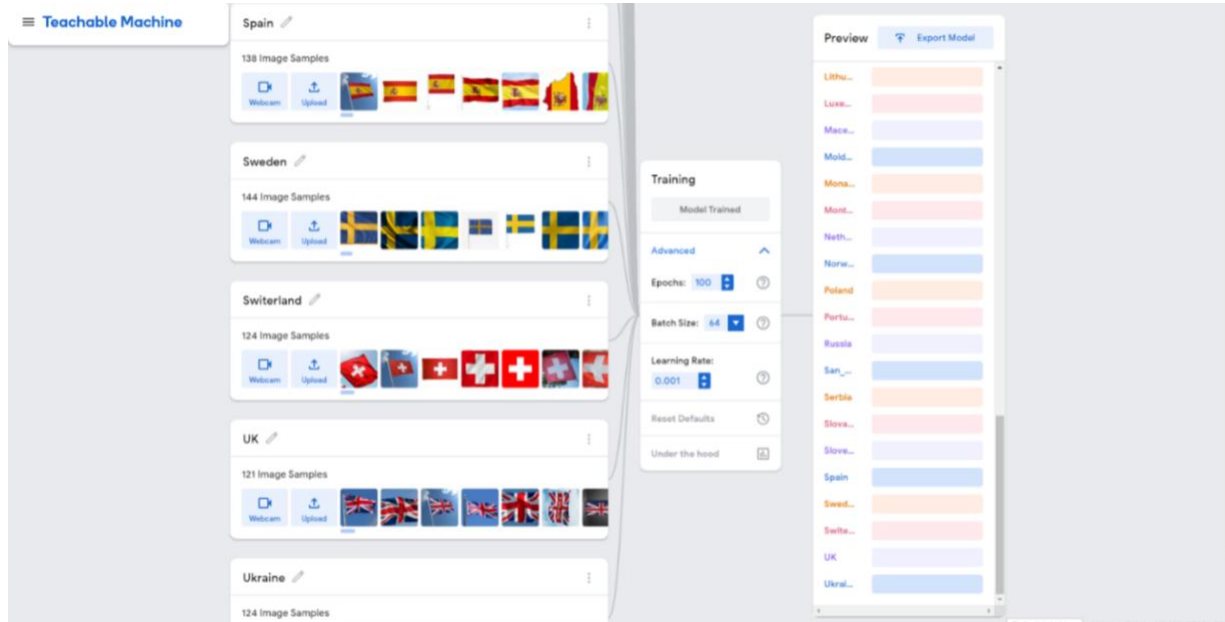 ≡ Teachable Machine
Spain
138 Image Samples
Webcam
Upload
Sweden
144 Image Samples
Webcam
Upload
Switerland
124 Image Samples
Webcam
Upload
UK
121 Image Samples
Webcam
Upload
Ukraine
124 Image Samples
Training
Model Trained
Advanced
Epochs: 100
Batch Size: 64
Learning Rate:
0.001
Reset Defaults
Under the hood
Preview
Export Model
Lithu...
Luxe...
Mace...
Mold...
Mona...
Mont...
Neth...
Norw...
Poland
Portu...
Russia
San_...
Serbia
Slova...
Slove...
Spain
Swed...
Swite...
UK
Ukrai...